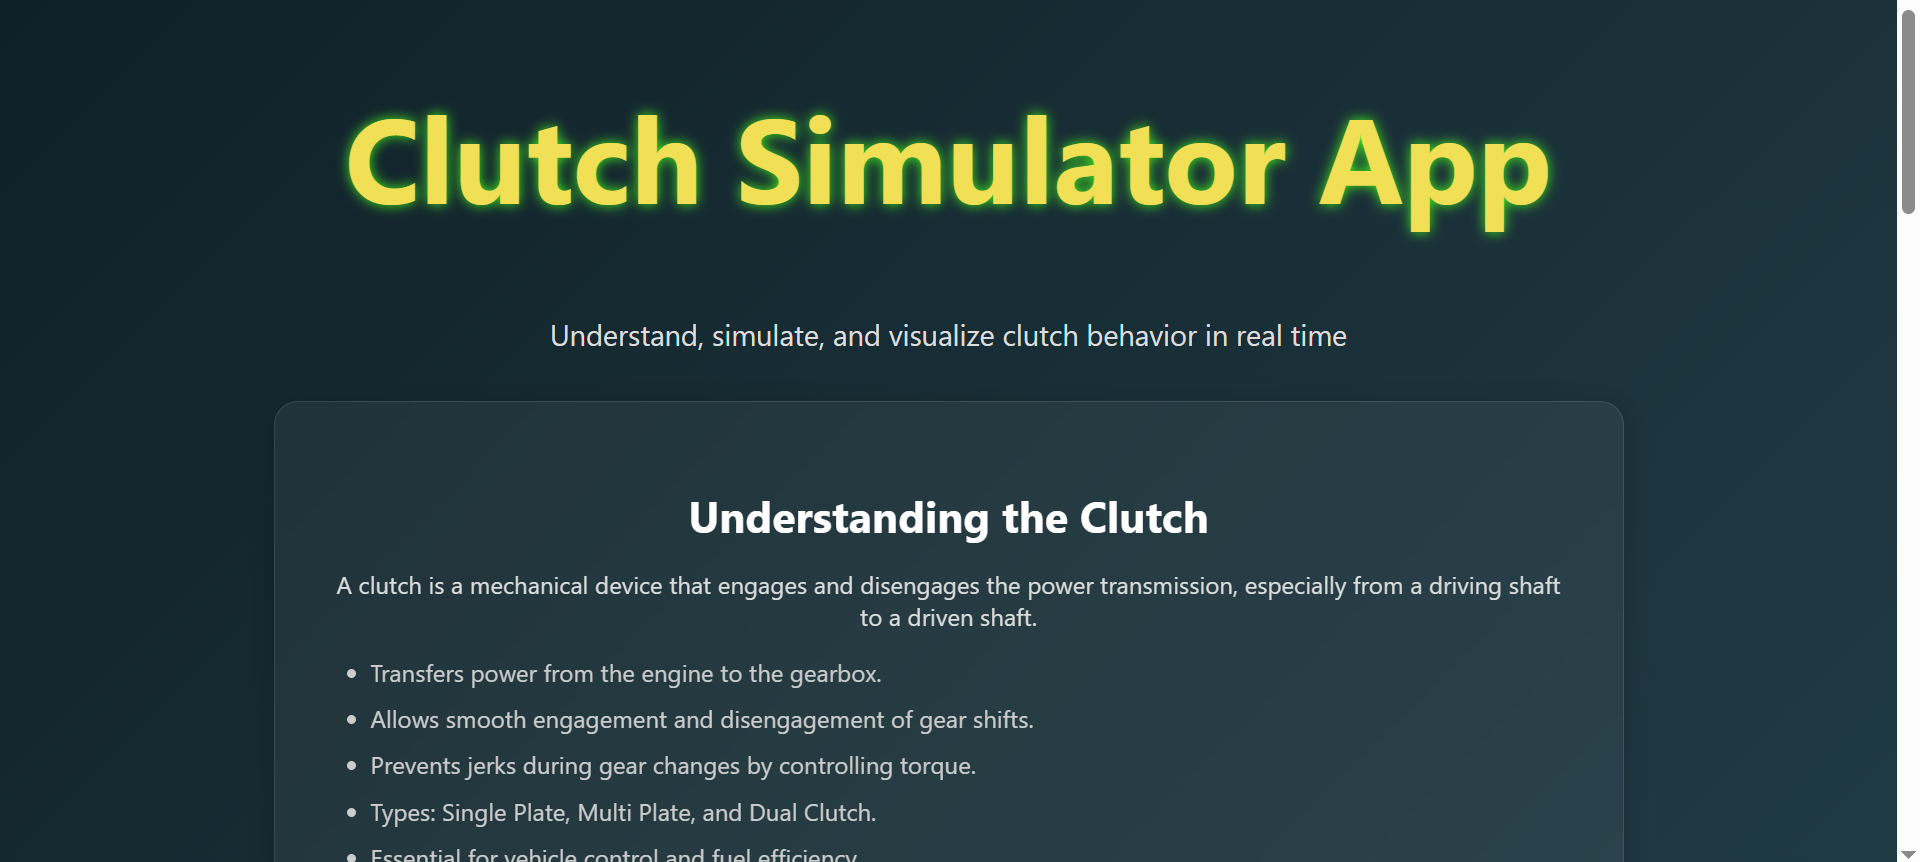 Clutch Simulator App
Understand, simulate, and visualize clutch behavior in real time
Understanding the Clutch
A clutch is a mechanical device that engages and disengages the power transmission, especially from a driving shaft
to a driven shaft.
Transfers power from the engine to the gearbox.
Allows smooth engagement and disengagement of gear shifts.
Prevents jerks during gear changes by controlling torque.
Types: Single Plate, Multi Plate, and Dual Clutch.
Essential for vehicle control and fuel efficiency.